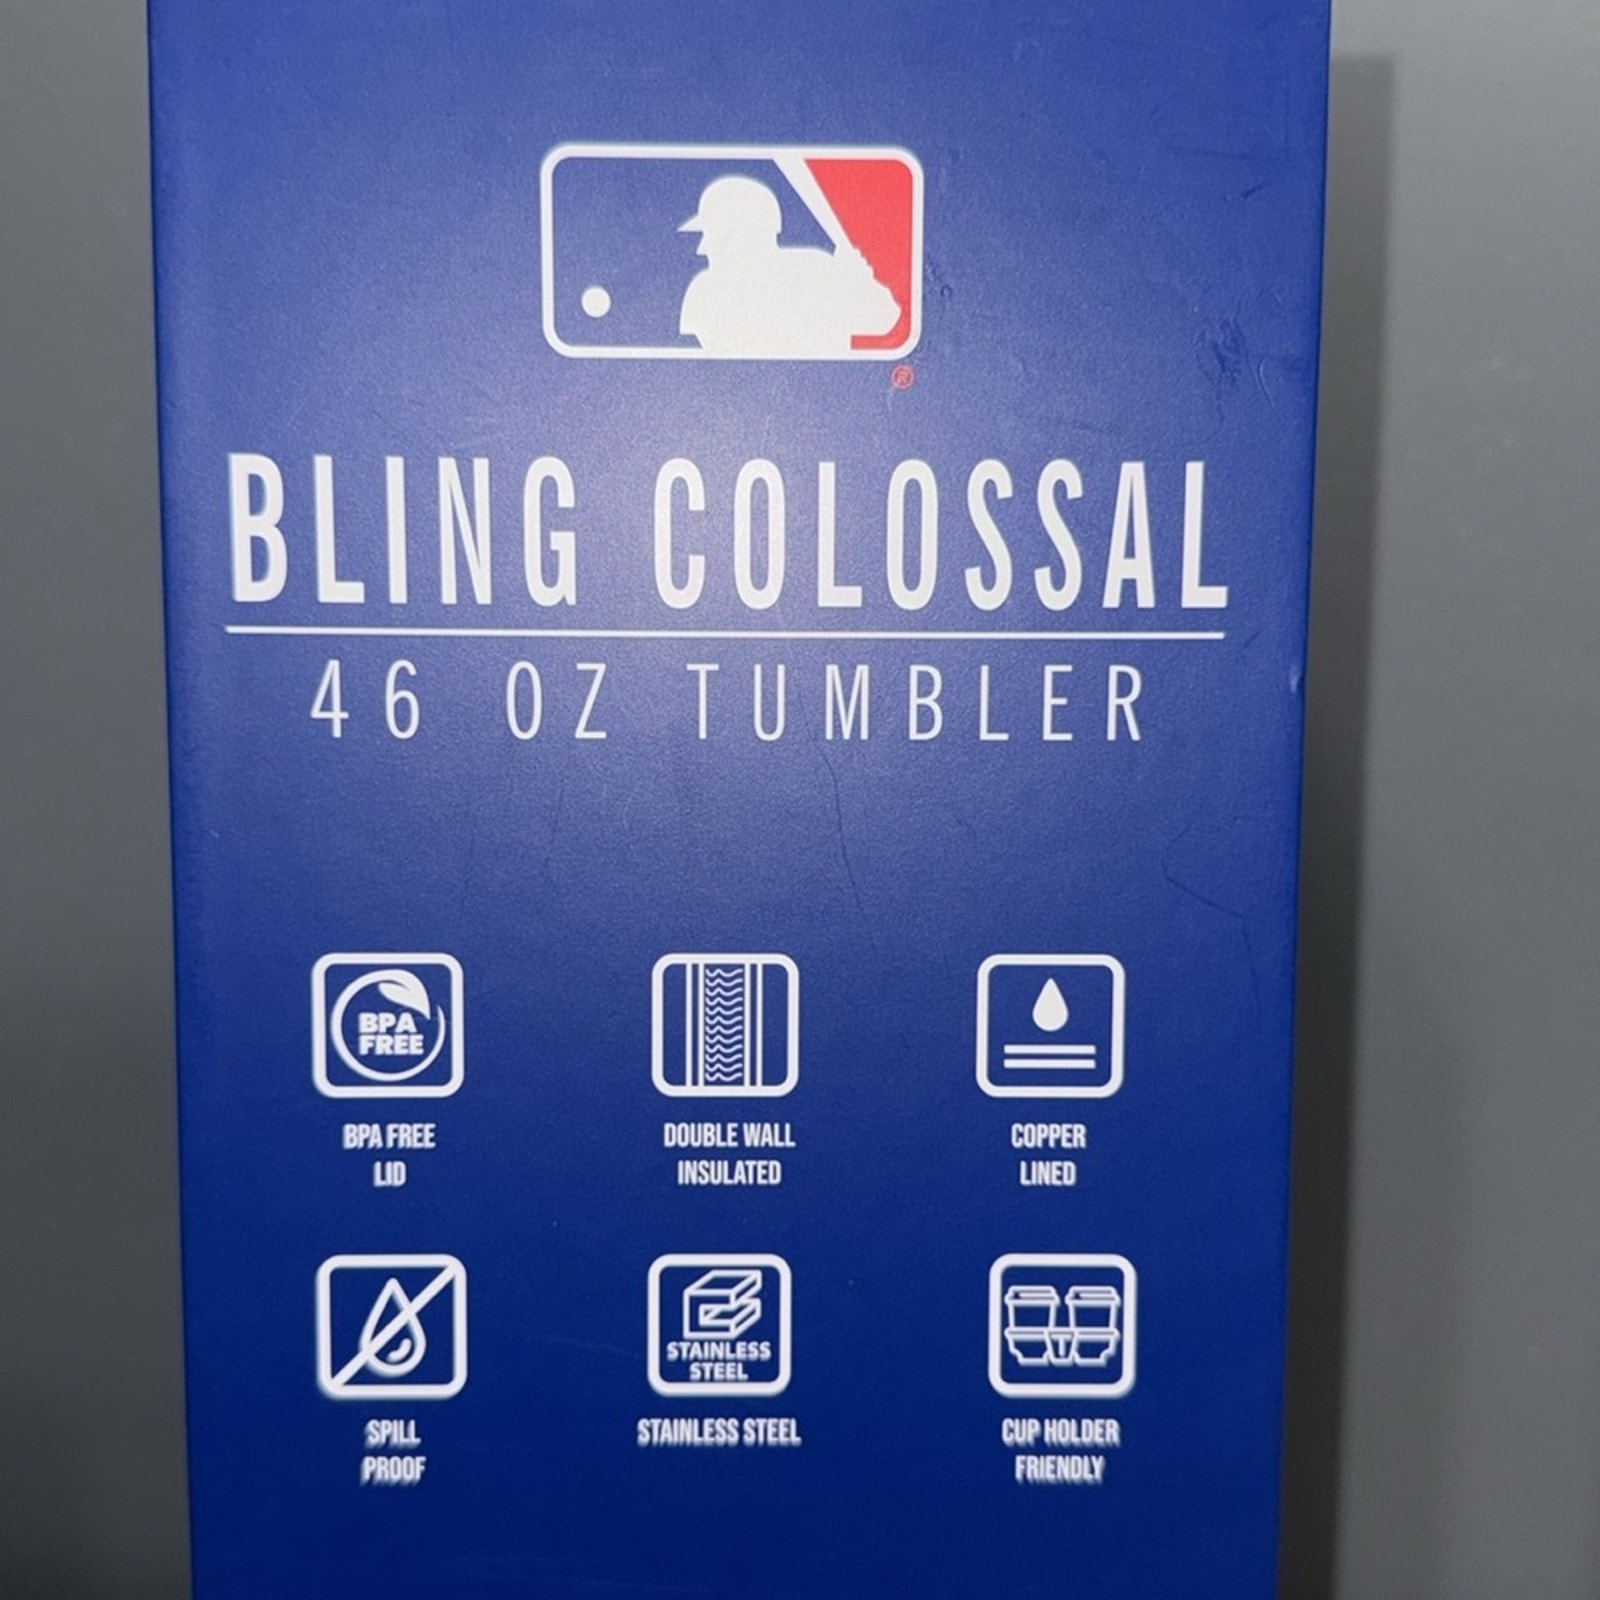 ®
BLING COLOSSAL
46 OZ TUMBLER
BPA
FREE
BPA FREE
LID
DOUBLE WALL
INSULATED
COPPER
LINED
SPILL
PROOF
STAINLESS
STEEL
STAINLESS STEEL
CUP HOLDER
FRIENDLY